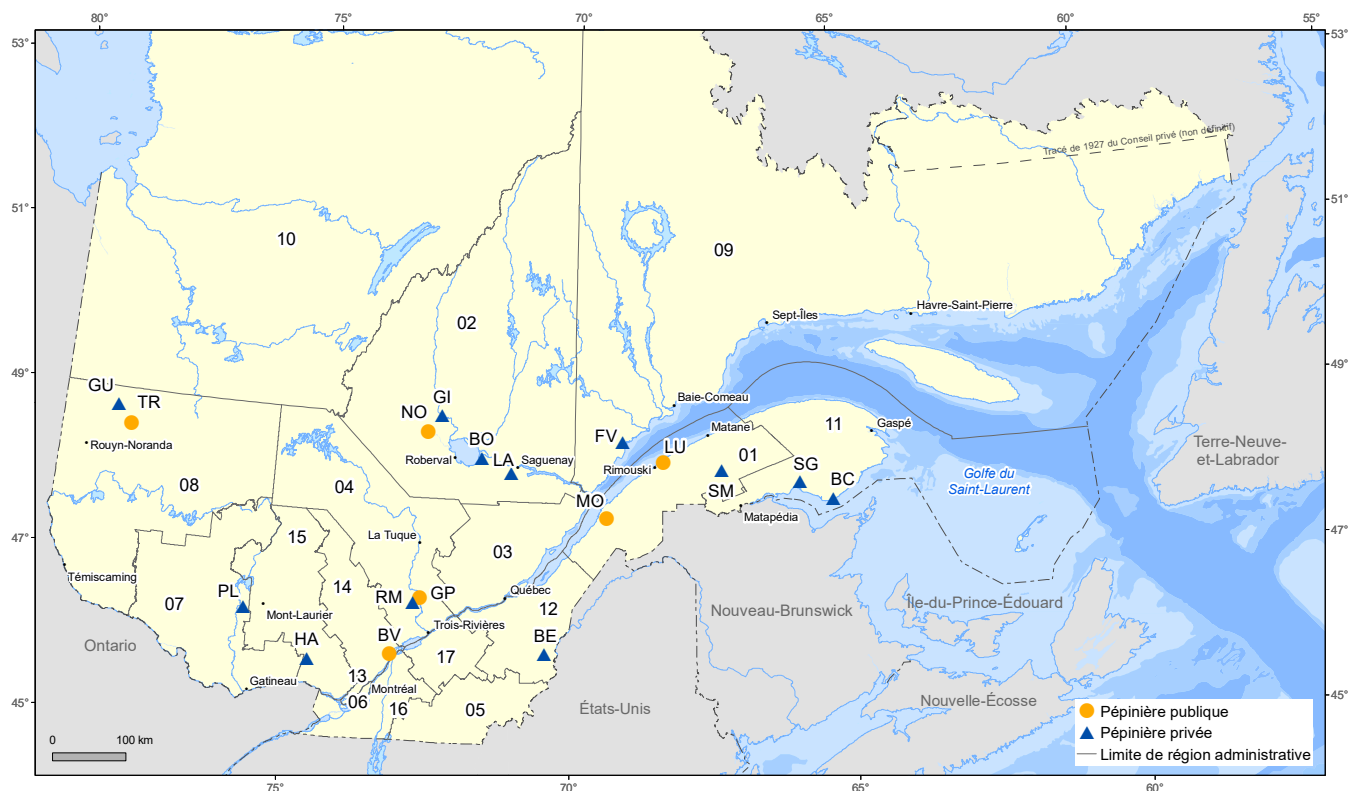 80°
75°
70°
65°
60°
55°
53°
53°
Tracé de 1927 du Conseil privé (non définitif)
51°
51°
10
09
02
Havre-Saint-Pierre
Sept-Îles
49°
49°
GU
TR
NO
GI
Baie-Comeau
Matane
11
Gaspé
Rouyn-Noranda
BO
FV
LU
Roberval
LA
Saguenay
Rimouski
01
SG
BC
Terre-Neuve-
et-Labrador
Golfe du
Saint-Laurent
08
04
MO
SM
Matapédia
47°
47°
15
La Tuque
03
Témiscaming
07
PL
14
RM
GP
Québec
12
Mont-Laurier
Nouveau-Brunswick
Île-du-Prince-Édouard
Ontario
HA
BV
Trois-Rivières
BE
17
Gatineau
13
Montréal
06
16
05
45°
45°
États-Unis
Nouvelle-Écosse
Pépinière publique
Pépinière privée
Limite de région administrative
0
100 km
75°
70°
65°
60°